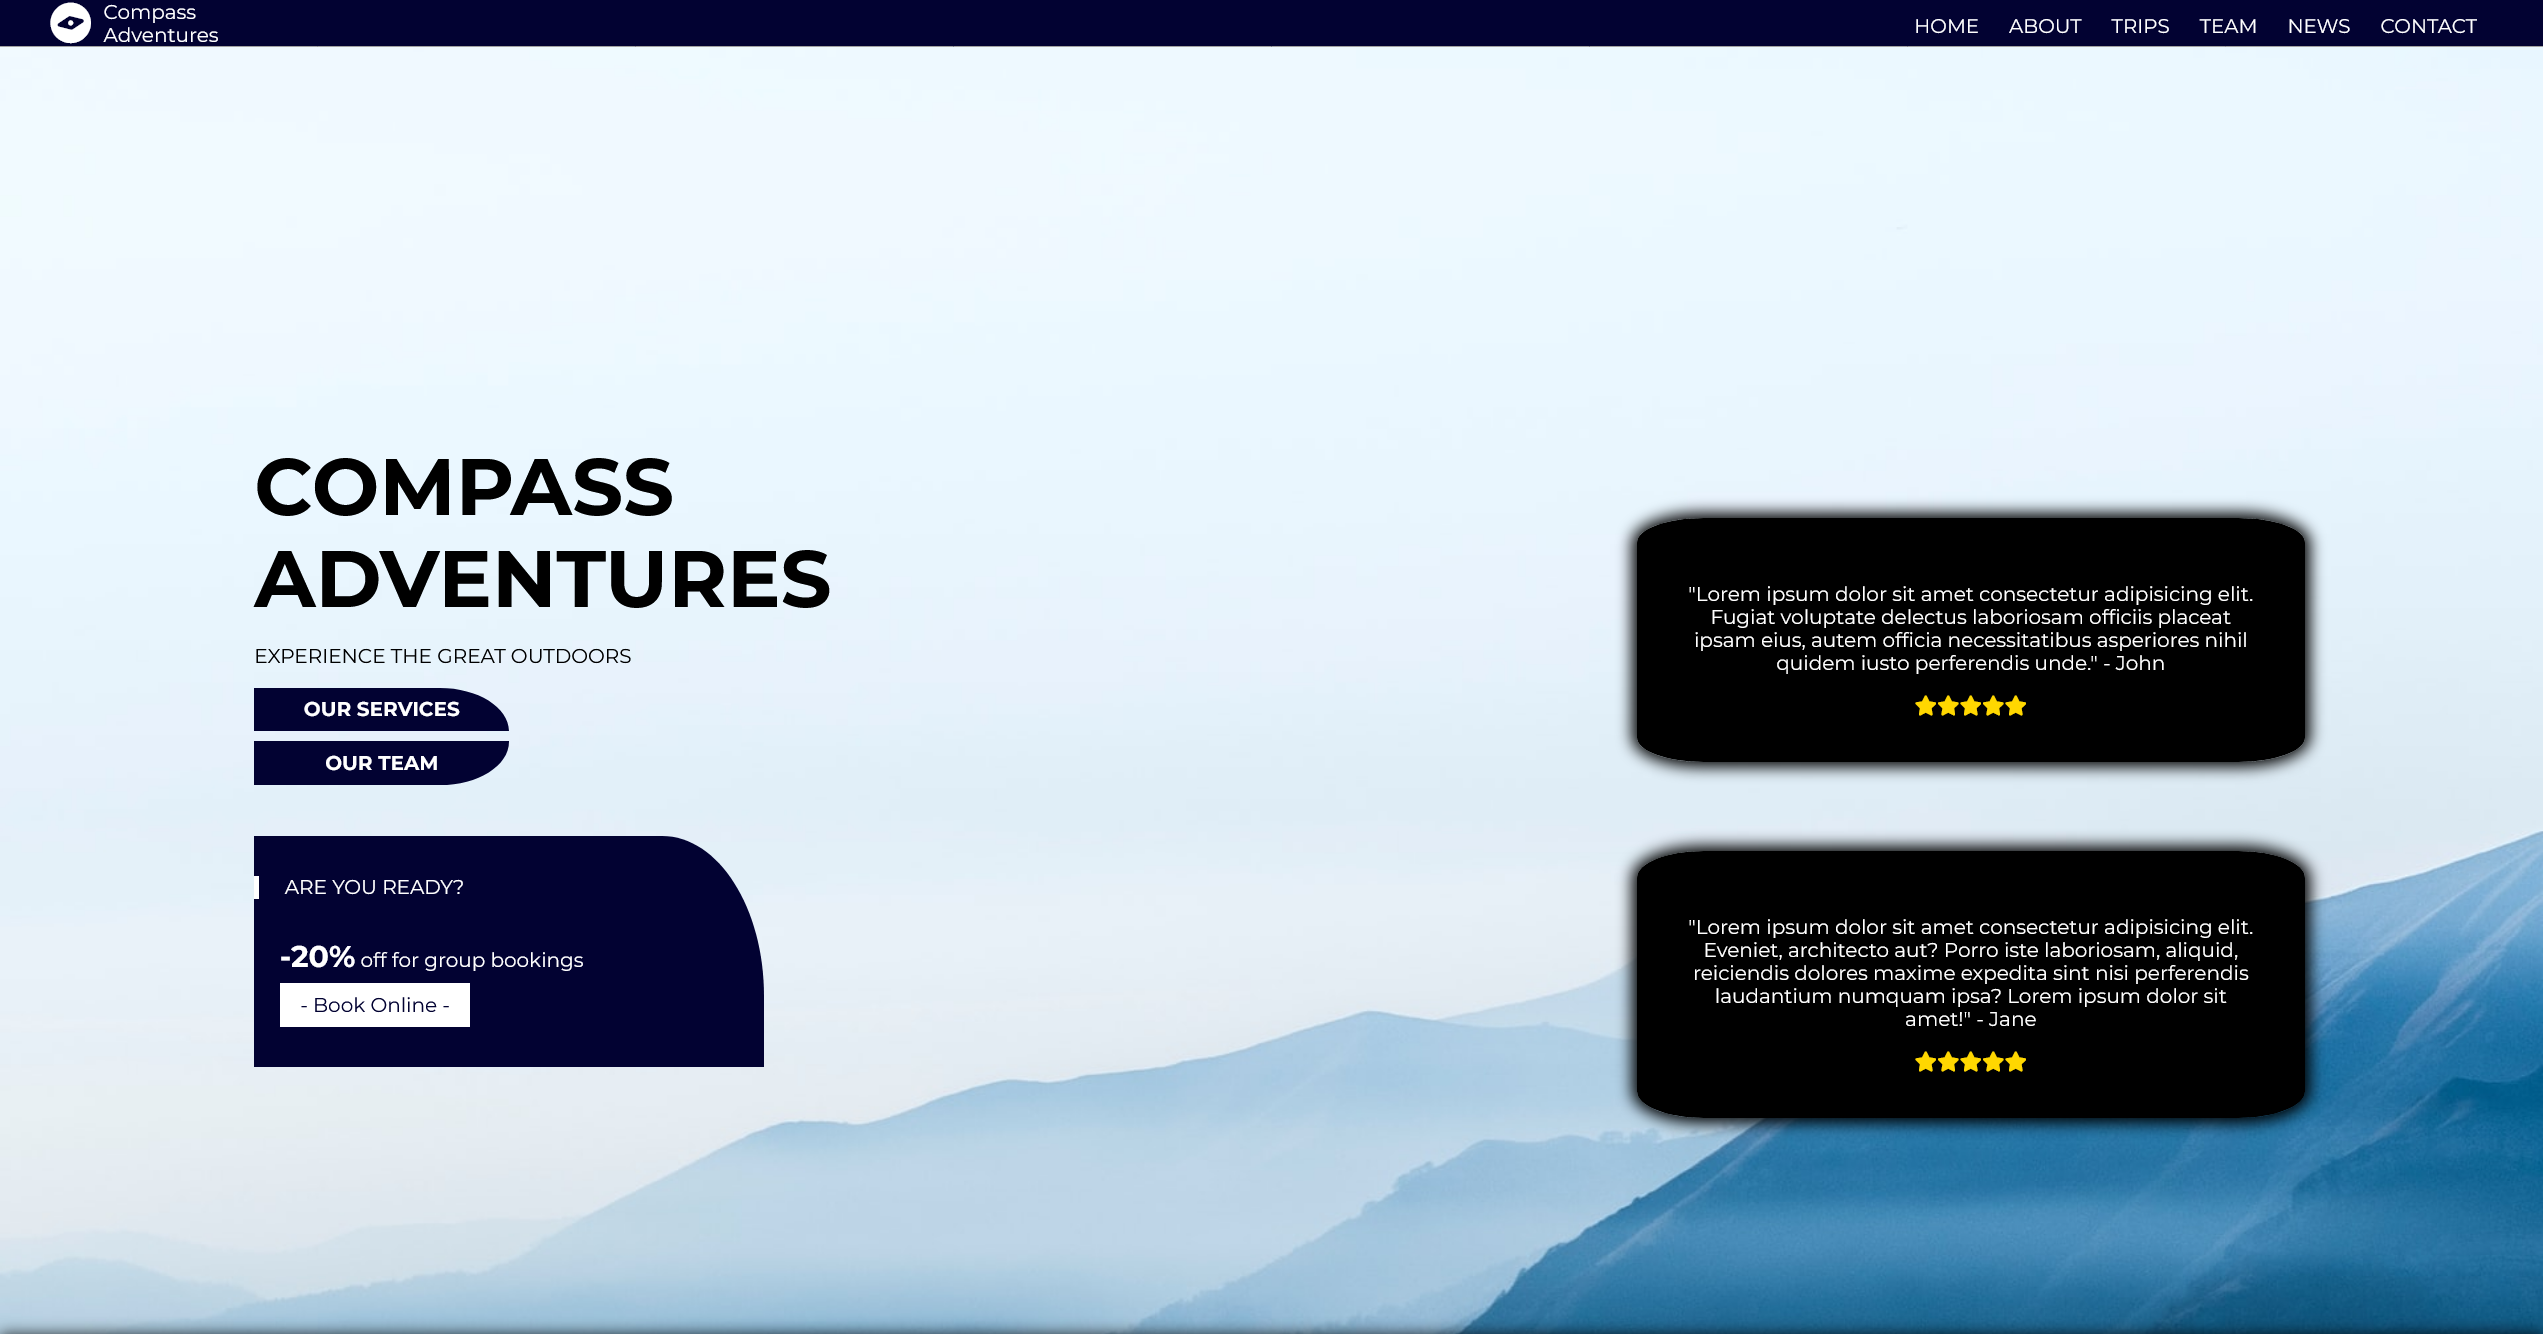 Compass
Adventures
HOME ABOUT TRIPS TEAM NEWS CONTACT
COMPASS
ADVENTURES
EXPERIENCE THE GREAT OUTDOORS
OUR SERVICES
OUR TEAM
ARE YOU READY?
-20% off for group bookings
- Book Online -
"Lorem ipsum dolor sit amet consectetur adipisicing elit.
Fugiat voluptate delectus laboriosam officiis placeat
ipsam eius, autem officia necessitatibus asperiores nihil
quidem iusto perferendis unde." - John
"Lorem ipsum dolor sit amet consectetur adipisicing elit.
Eveniet, architecto aut? Porro iste laboriosam, aliquid,
reiciendis dolores maxime expedita sint nisi perferendis
laudantium numquam ipsa? Lorem ipsum dolor sit
amet!" - Jane